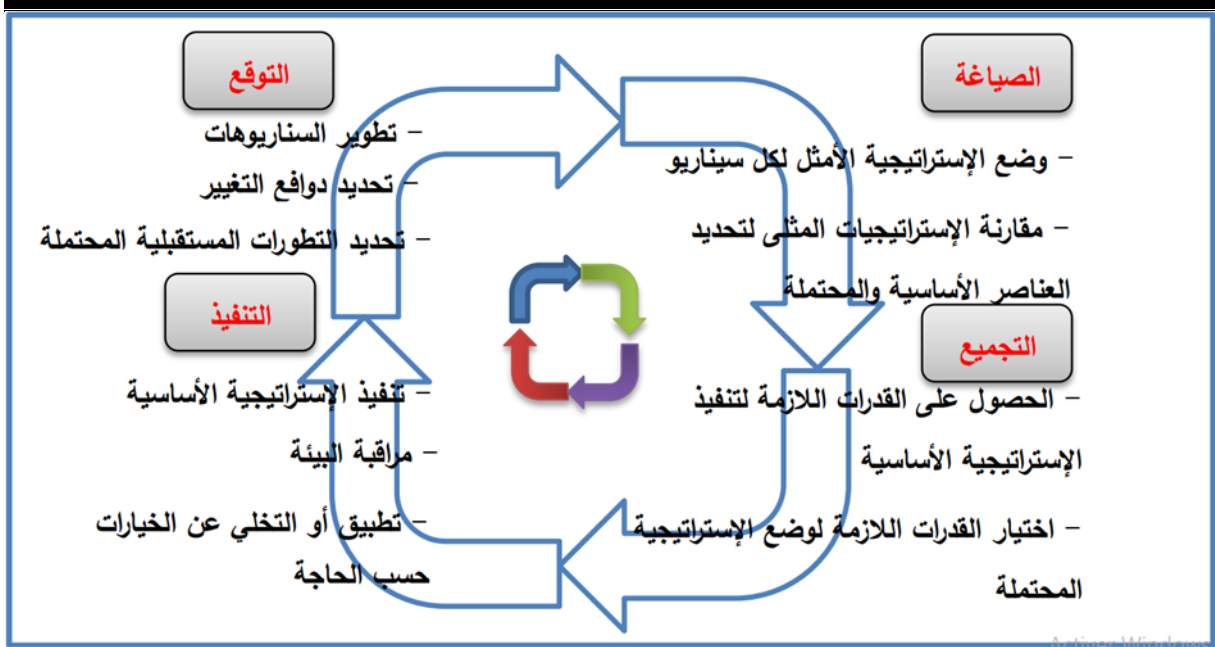 التوقع
– تطوير السناريوهات
– تحديد دوافع التغيير
– تحديد التطورات المستقبلية المحتملة
الصياغة
– وضع الإستراتيجية الأمثل لكل سيناريو
– مقارنة الإستراتيجيات المثلى لتحديد
العناصر الأساسية والمحتملة
التجميع
– الحصول على القدرات اللازمة لتنفيذ
الإستراتيجية الأساسية
– اختيار القدرات اللازمة لوضع الإستراتيجية
المحتملة
التنفيذ
– تنفيذ الإستراتيجية الأساسية
– مراقبة البيئة
– تطبيق أو التخلي عن الخيارات
حسب الحاجة
Activer Windows